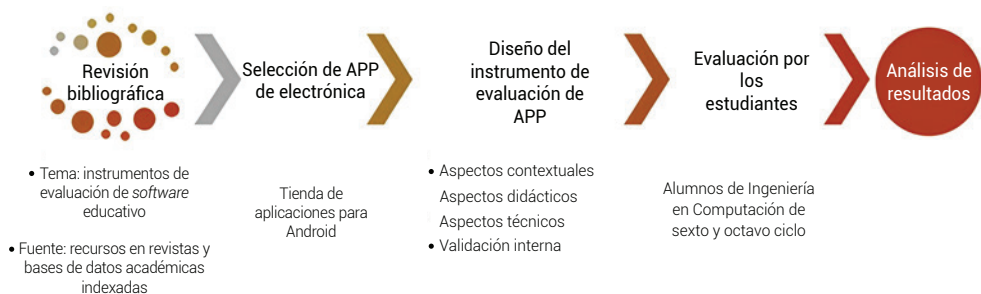 Revisión
bibliográfica
Selección de APP
de electrónica
Diseño del
instrumento de
evaluación de
APP
Evaluación por
los
estudiantes
Análisis de
resultados
• Tema: instrumentos de
evaluación de software
educativo
• Fuente: recursos en revistas y
bases de datos académicas
indexadas
Tienda de
aplicaciones para
Android
• Aspectos contextuales
Aspectos didácticos
Aspectos técnicos
• Validación interna
Alumnos de Ingeniería
en Computación de
sexto y octavo ciclo